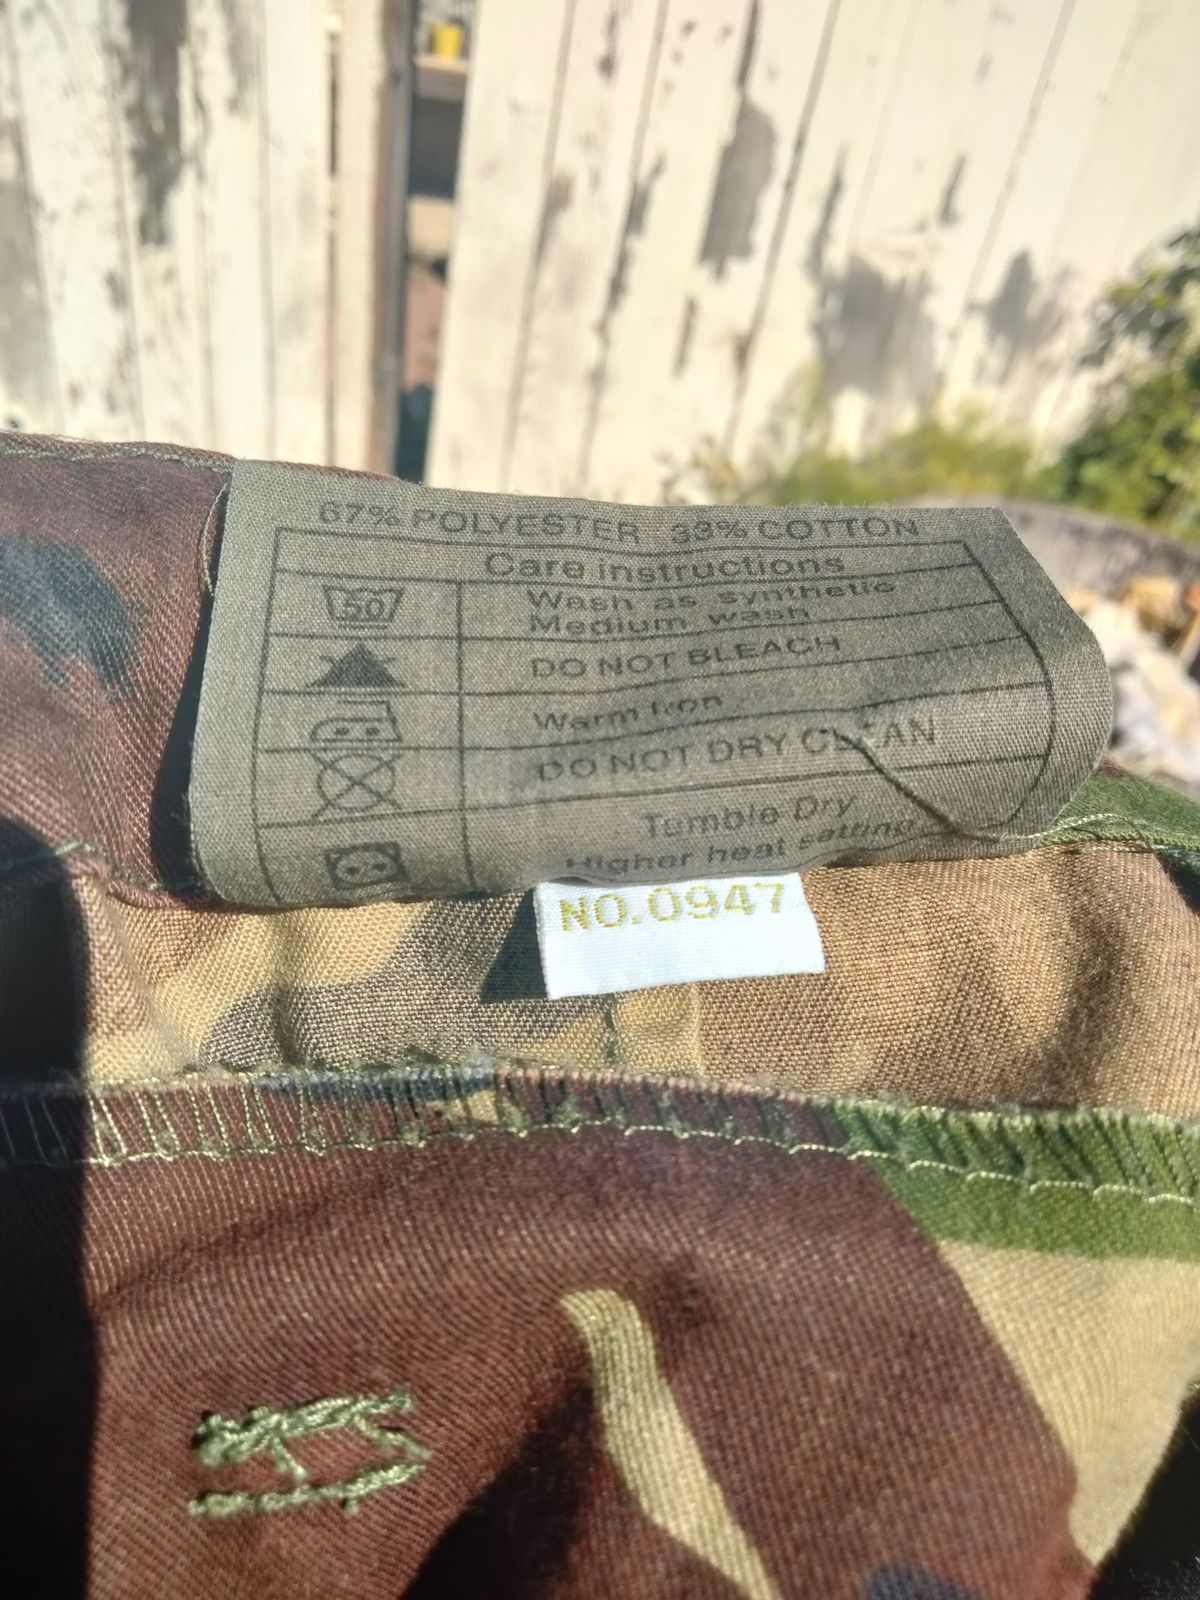 67% POLYESTER 33% COTTON
Care instructions
50
Wash as synthetic
Medium wash
DO NOT BLEACH
Warm Iron
DO NOT DRY CLEAN
Tumble Dry
Higher heat setting
NO.0947